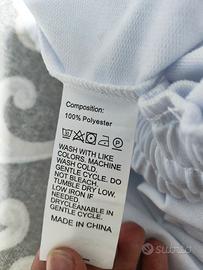 Composition:
100% Polyester
WASH WITH LIKE
COLORS. MACHINE
WASH COLD.
GENTLE CYCLE. DO
NOT BLEACH.
TUMBLE DRY LOW.
LOW IRON IF
NEEDED.
DRYCLEANABLE IN
GENTLE CYCLE.
MADE IN CHINA
SUBITO